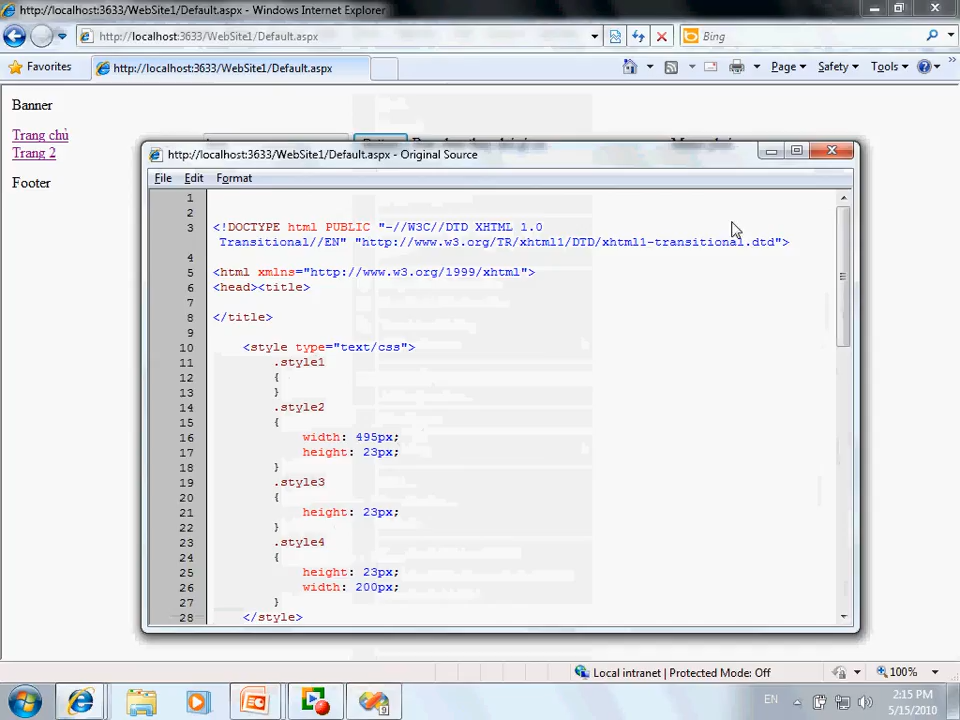 http://localhost:3633/WebSite1/Default.aspx - Windows Internet Explorer
http://localhost:3633/WebSite1/Default.aspx
Bing
Favorites
http://localhost:3633/WebSite1/Default.aspx
Page
Safety
Tools
Banner
Trang chủ
Trang 2
Footer
http://localhost:3633/WebSite1/Default.aspx - Original Source
File Edit Format
1
2
3 <!DOCTYPE html PUBLIC "-//W3C//DTD XHTML 1.0
Transitional//EN" "http://www.w3.org/TR/xhtml1/DTD/xhtml1-transitional.dtd">
4
5 <html xmlns="http://www.w3.org/1999/xhtml">
6 <head><title>
7
8 </title>
9
10 <style type="text/css">
11 .style1
12 {
13 }
14 .style2
15 {
16 width: 495px;
17 height: 23px;
18 }
19 .style3
20 {
21 height: 23px;
22 }
23 .style4
24 {
25 height: 23px;
26 width: 200px;
27 }
28 </style>
Local intranet | Protected Mode: Off
100%
EN
2:15 PM
5/15/2010